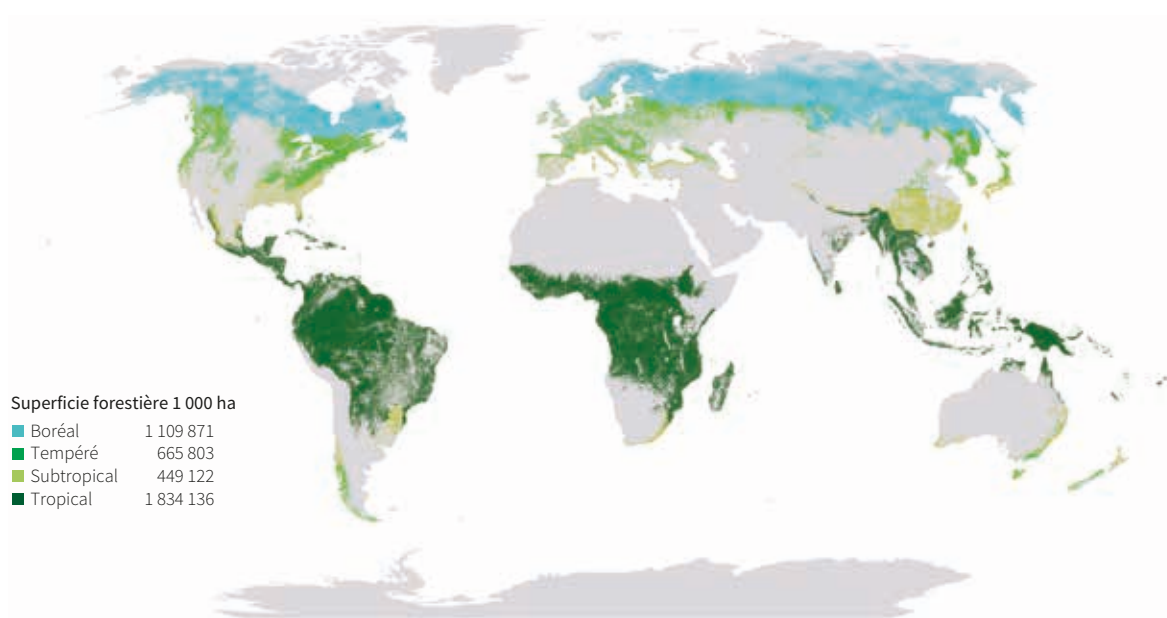 Superficie forestière 1 000 ha
Boréal 1 109 871
Tempéré 665 803
Subtropical 449 122
Tropical 1 834 136